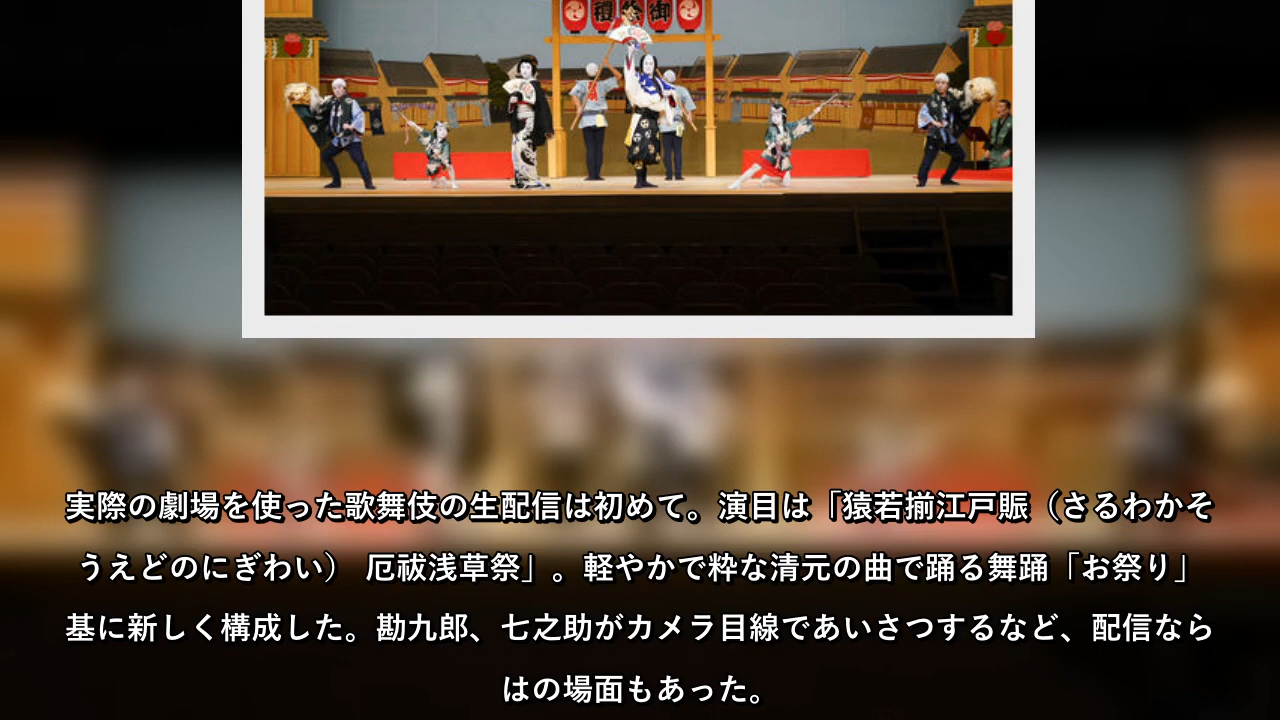 御祭禮
実際の劇場を使った歌舞伎の生配信は初めて。演目は「猿若揃江戸賑（さるわかそ
うえどのにぎわい） 厄祓浅草祭」。軽やかで粋な清元の曲で踊る舞踊「お祭り」
基に新しく構成した。勘九郎、七之助がカメラ目線であいさつするなど、配信なら
はの場面もあった。